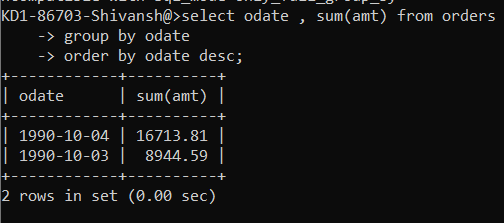 KD1-86703-Shivansh@>select odate , sum(amt) from orders
    -> group by odate
    -> order by odate desc;
+------------+----------+
| odate      | sum(amt) |
+------------+----------+
| 1990-10-04 | 16713.81 |
| 1990-10-03 |  8944.59 |
+------------+----------+
2 rows in set (0.00 sec)